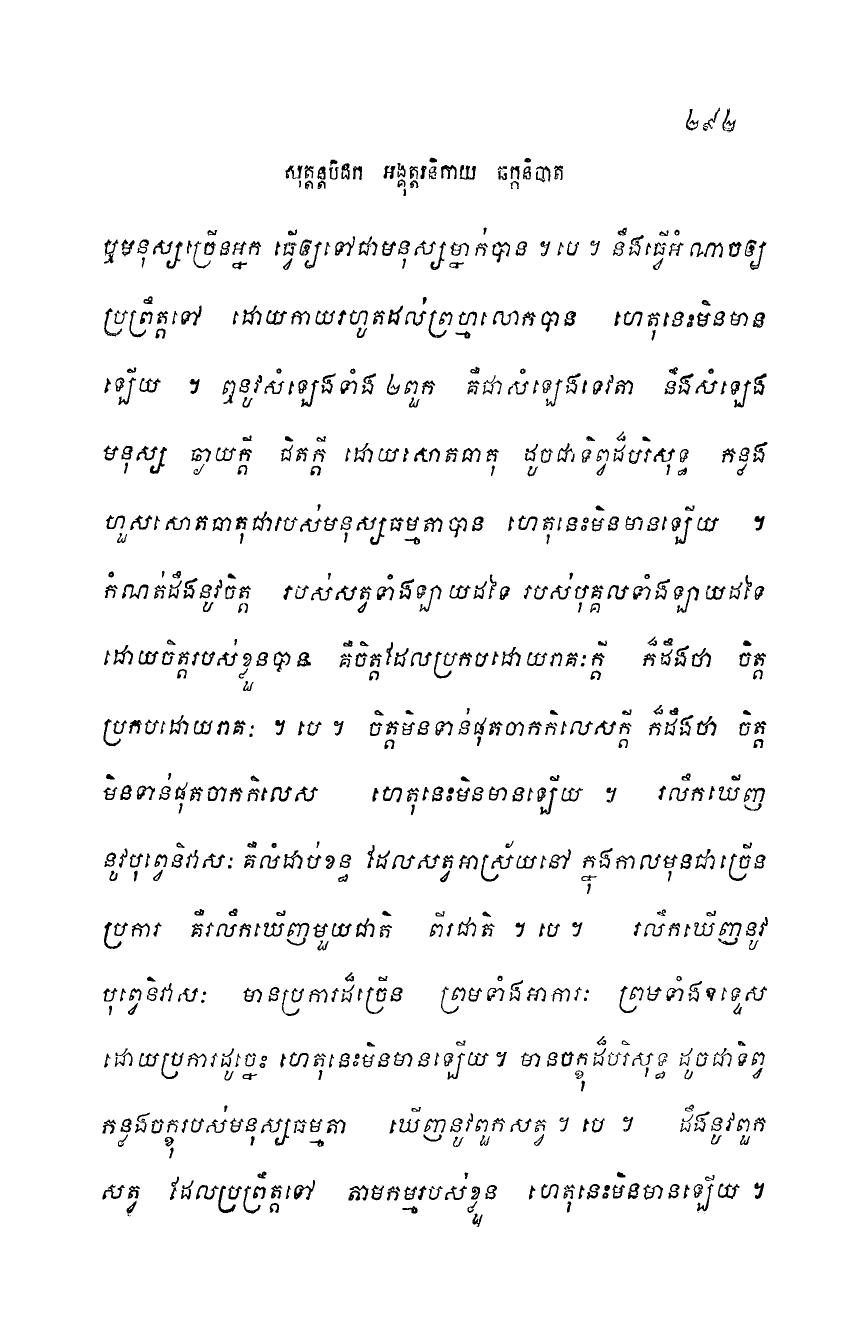 ២៩២
សុត្តន្តបិដក អង្គុត្តរនិកាយ ឆក្កនិបាត
ឬមនុស្សច្រើនអ្នក ធ្វើឲ្យទៅជាមនុស្សម្នាក់បាន ។ បេ ។ នឹងធ្វើអំណាចឲ្យ
ប្រព្រឹត្តទៅ ដោយកាយរហូតដល់ព្រហ្មលោកបាន ហេតុនេះមិនមាន
ឡើយ ។ ឮនូវសំឡេងទាំង ២ពួក គឺជាសំឡេងទេវតា នឹងសំឡេង
មនុស្ស ឆ្ងាយក្តី ជិតក្តី ដោយសោតធាតុ ដូចជាទិព្វដ៏បរិសុទ្ធ កន្លង
ហួសសោតធាតុជារបស់មនុស្សធម្មតាបាន ហេតុនេះមិនមានឡើយ ។
កំណត់ដឹងនូវចិត្ត របស់សត្វទាំងឡាយដទៃ របស់បុគ្គលទាំងឡាយដទៃ
ដោយចិត្តរបស់ខ្លួនបាន គឺចិត្តដែលប្រកបដោយរាគៈក្តី ក៏ដឹងថា ចិត្ត
ប្រកបដោយរាគៈ ។ បេ ។ ចិត្តមិនទាន់ផុតចាកកិលេសក្តី ក៏ដឹងថា ចិត្ត
មិនទាន់ផុតចាកកិលេស ហេតុនេះមិនមានឡើយ ។ រលឹកឃើញ
នូវបុព្វេនិវាសៈ គឺលំដាប់ខន្ធ ដែលសត្វអាស្រ័យនៅ ក្នុងកាលមុនជាច្រើន
ប្រការ គឺរលឹកឃើញមួយជាតិ ពីរជាតិ ។ បេ ។ រលឹកឃើញនូវ
បុព្វេនិវាសៈ មានប្រការដ៏ច្រើន ព្រមទាំងអាការៈ ព្រមទាំងឧទ្ទេស
ដោយប្រការដូច្នេះ ហេតុនេះមិនមានឡើយ ។ មានចក្ខុដ៏បរិសុទ្ធ ដូចជាទិព្វ
កន្លងចក្ខុរបស់មនុស្សធម្មតា ឃើញនូវពួកសត្វ ។ បេ ។ ដឹងនូវពួក
សត្វ ដែលប្រព្រឹត្តទៅ តាមកម្មរបស់ខ្លួន ហេតុនេះមិនមានឡើយ ។